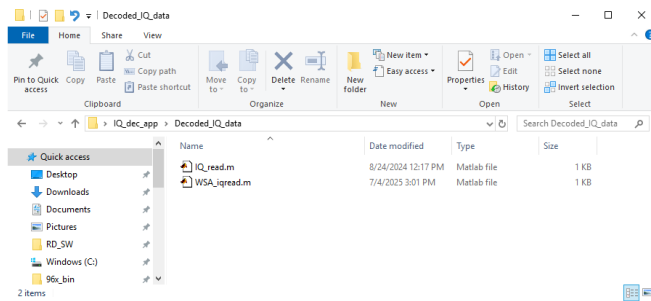 Decoded_IQ_data
File Home Share View
Pin to Quick access
Copy
Paste
Cut
Copy path
Paste shortcut
Clipboard
Move to
Copy to
Delete
Rename
Organize
New folder
New item
Easy access
New
Properties
Open
Edit
History
Open
Select all
Select none
Invert selection
Select
IQ_dec_app > Decoded_IQ_data
Search Decoded_IQ_data
Quick access
Desktop
Downloads
Documents
Pictures
RD_SW
Windows (C:)
96x_bin
Name Date modified Type Size
IQ_read.m 8/24/2024 12:17 PM Matlab file 1 KB
WSA_iqread.m 7/4/2025 3:01 PM Matlab file 1 KB
2 items